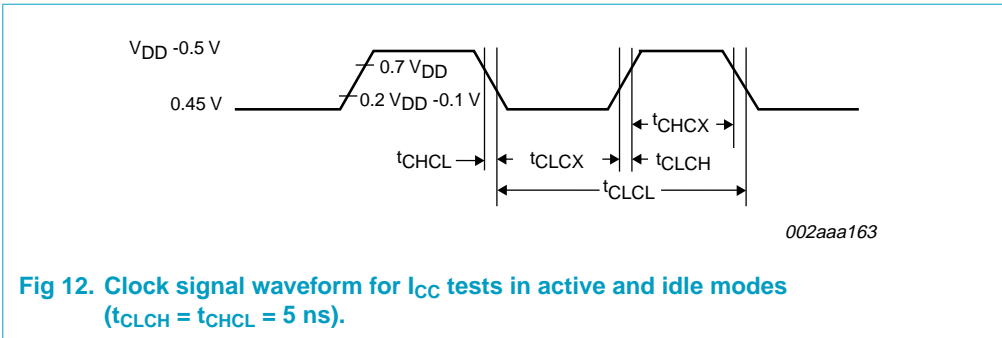 VDD -0.5 V
0.7 VDD
0.2 VDD -0.1 V
0.45 V
tCHCX
tCHCL
tCLCX
tCLCH
tCLCL
002aaa163
Fig 12. Clock signal waveform for ICC tests in active and idle modes
(tCLCH = tCHCL = 5 ns).